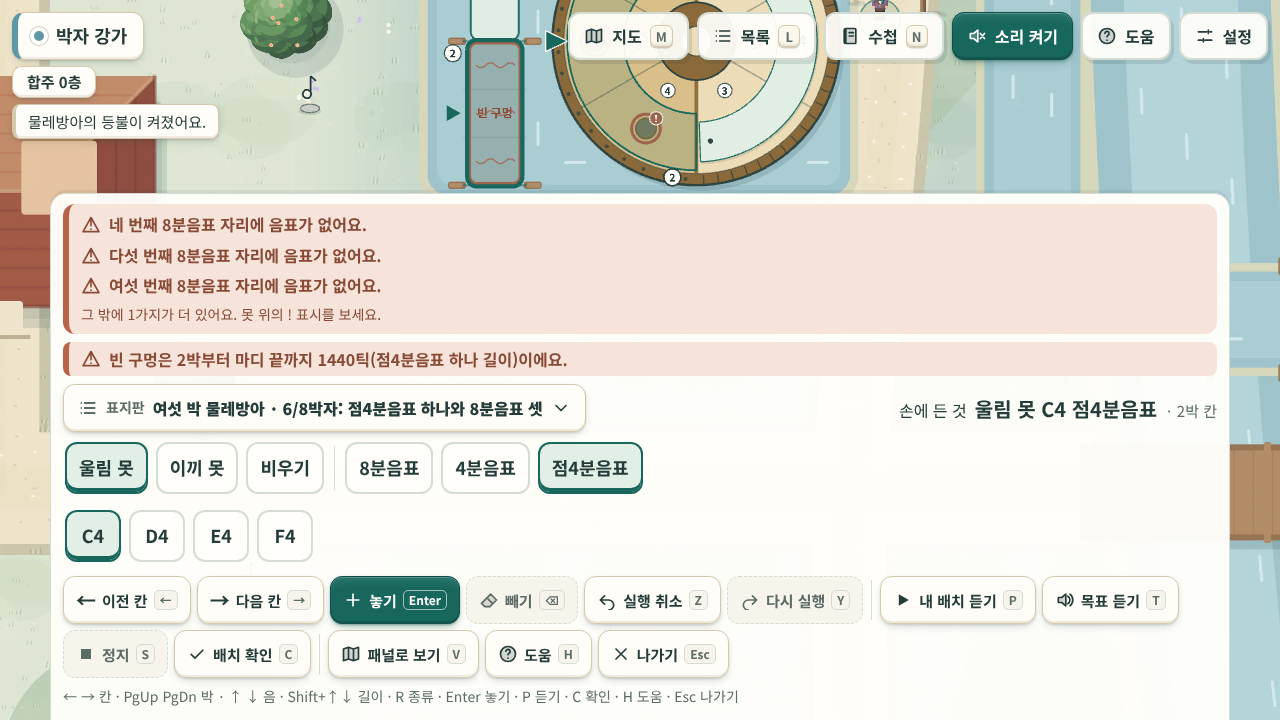 박자 강가
지도 M
목록 L
수첩 N
소리 켜기
도움
설정
합주 0층
물레방아의 등불이 켜졌어요.
2
빈 구멍
4
3
!
2
네 번째 8분음표 자리에 음표가 없어요.
다섯 번째 8분음표 자리에 음표가 없어요.
여섯 번째 8분음표 자리에 음표가 없어요.
그 밖에 1가지가 더 있어요. 못 위의 ! 표시를 보세요.
빈 구멍은 2박부터 마디 끝까지 1440틱(점4분음표 하나 길이)이에요.
표지판 여섯 박 물레방아 · 6/8박자: 점4분음표 하나와 8분음표 셋
손에 든 것 울림 못 C4 점4분음표 · 2박 칸
울림 못 이끼 못 비우기 8분음표 4분음표 점4분음표
C4 D4 E4 F4
← 이전 칸 ← → 다음 칸 → + 놓기 Enter 빼기 ⌫ 실행 취소 Z 다시 실행 Y 내 배치 듣기 P 목표 듣기 T
정지 S 배치 확인 C 패널로 보기 V 도움 H 나가기 Esc
← → 칸 · PgUp PgDn 박 · ↑ ↓ 음 · Shift+↑↓ 길이 · R 종류 · Enter 놓기 · P 듣기 · C 확인 · H 도움 · Esc 나가기